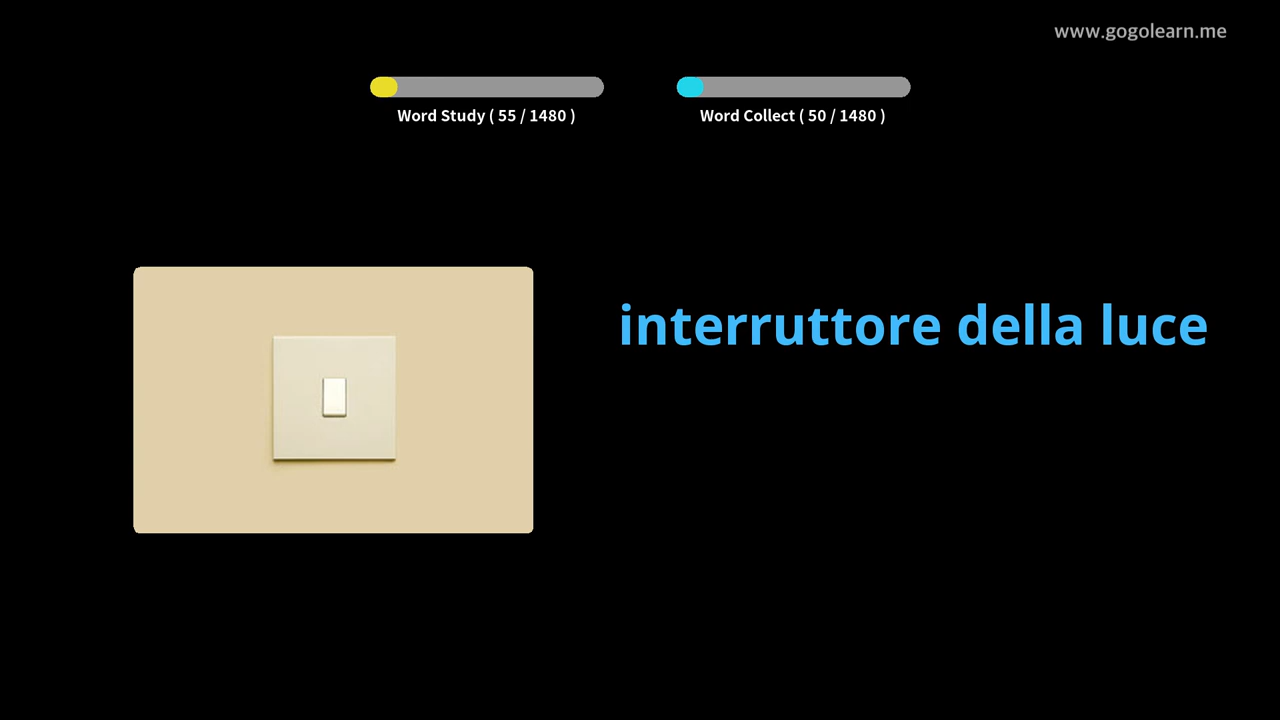 www.gogolearn.me
Word Study ( 55 / 1480 )
Word Collect ( 50 / 1480 )
interruttore della luce